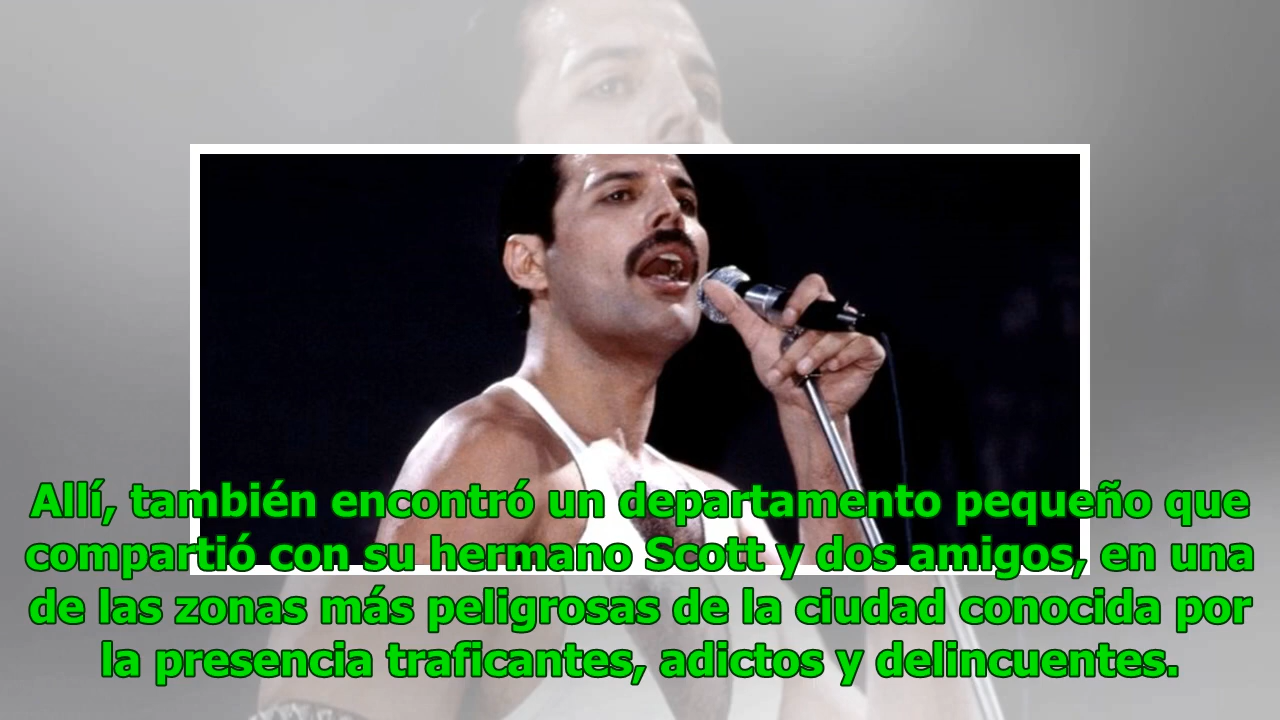 Allí, también encontró un departamento pequeño que
compartió con su hermano Scott y dos amigos, en una
de las zonas más peligrosas de la ciudad conocida por
la presencia traficantes, adictos y delincuentes.